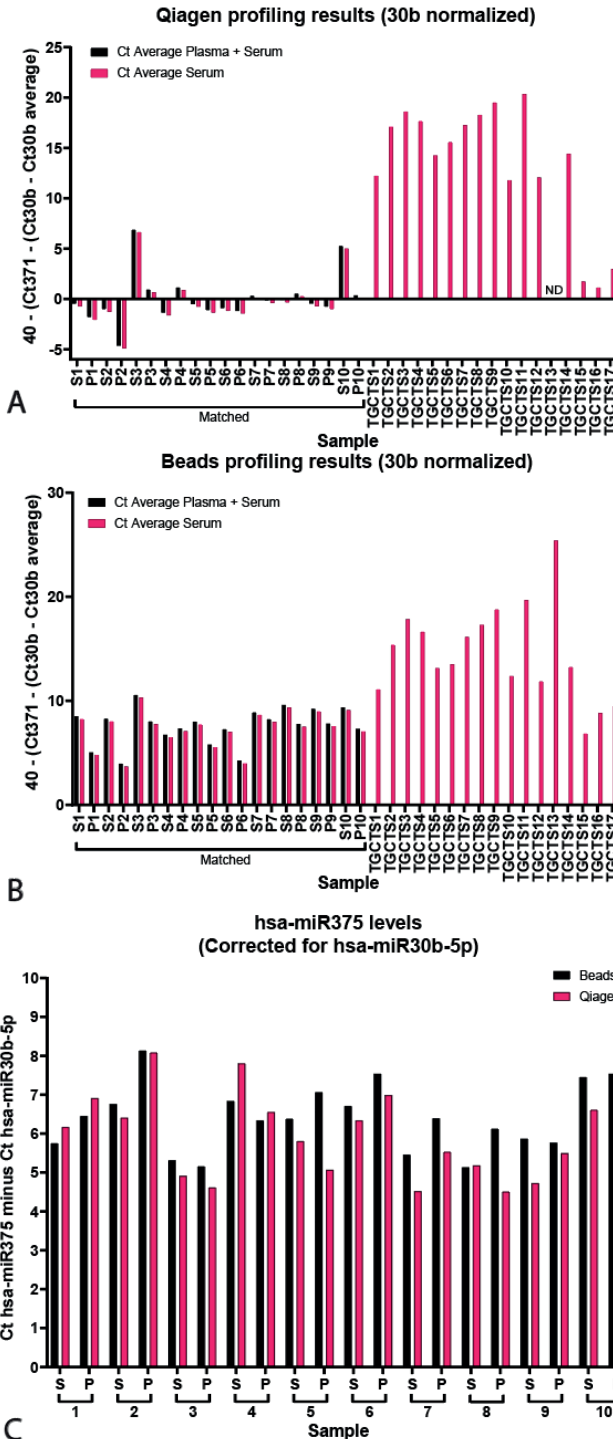 Qiagen profiling results (30b normalized)
Ct Average Plasma + Serum
Ct Average Serum
40 - (Ct371 - (Ct30b - Ct30b average)
25
20
15
10
5
0
-5
ND
S1 P1 S2 P2 S3 P3 S4 P4 S5 P5 S6 P6 S7 P7 S8 P8 S9 P9 S10 P10 TGCTS1 TGCTS2 TGCTS3 TGCTS4 TGCTS5 TGCTS6 TGCTS7 TGCTS8 TGCTS9 TGCTS10 TGCTS11 TGCTS12 TGCTS13 TGCTS14 TGCTS15 TGCTS16 TGCTS17
Matched
Sample
A
Beads profiling results (30b normalized)
Ct Average Plasma + Serum
Ct Average Serum
40 - (Ct371 - (Ct30b - Ct30b average)
30
20
10
0
S1 P1 S2 P2 S3 P3 S4 P4 S5 P5 S6 P6 S7 P7 S8 P8 S9 P9 S10 P10 TGCTS1 TGCTS2 TGCTS3 TGCTS4 TGCTS5 TGCTS6 TGCTS7 TGCTS8 TGCTS9 TGCTS10 TGCTS11 TGCTS12 TGCTS13 TGCTS14 TGCTS15 TGCTS16 TGCTS17
Matched
Sample
B
hsa-miR375 levels
(Corrected for hsa-miR30b-5p)
Beads
Qiage
Ct hsa-miR375 minus Ct hsa-miR30b-5p
10
9
8
7
6
5
4
3
2
1
0
S P S P S P S P S P S P S P S P S P S
1 2 3 4 5 6 7 8 9 10
Sample
C